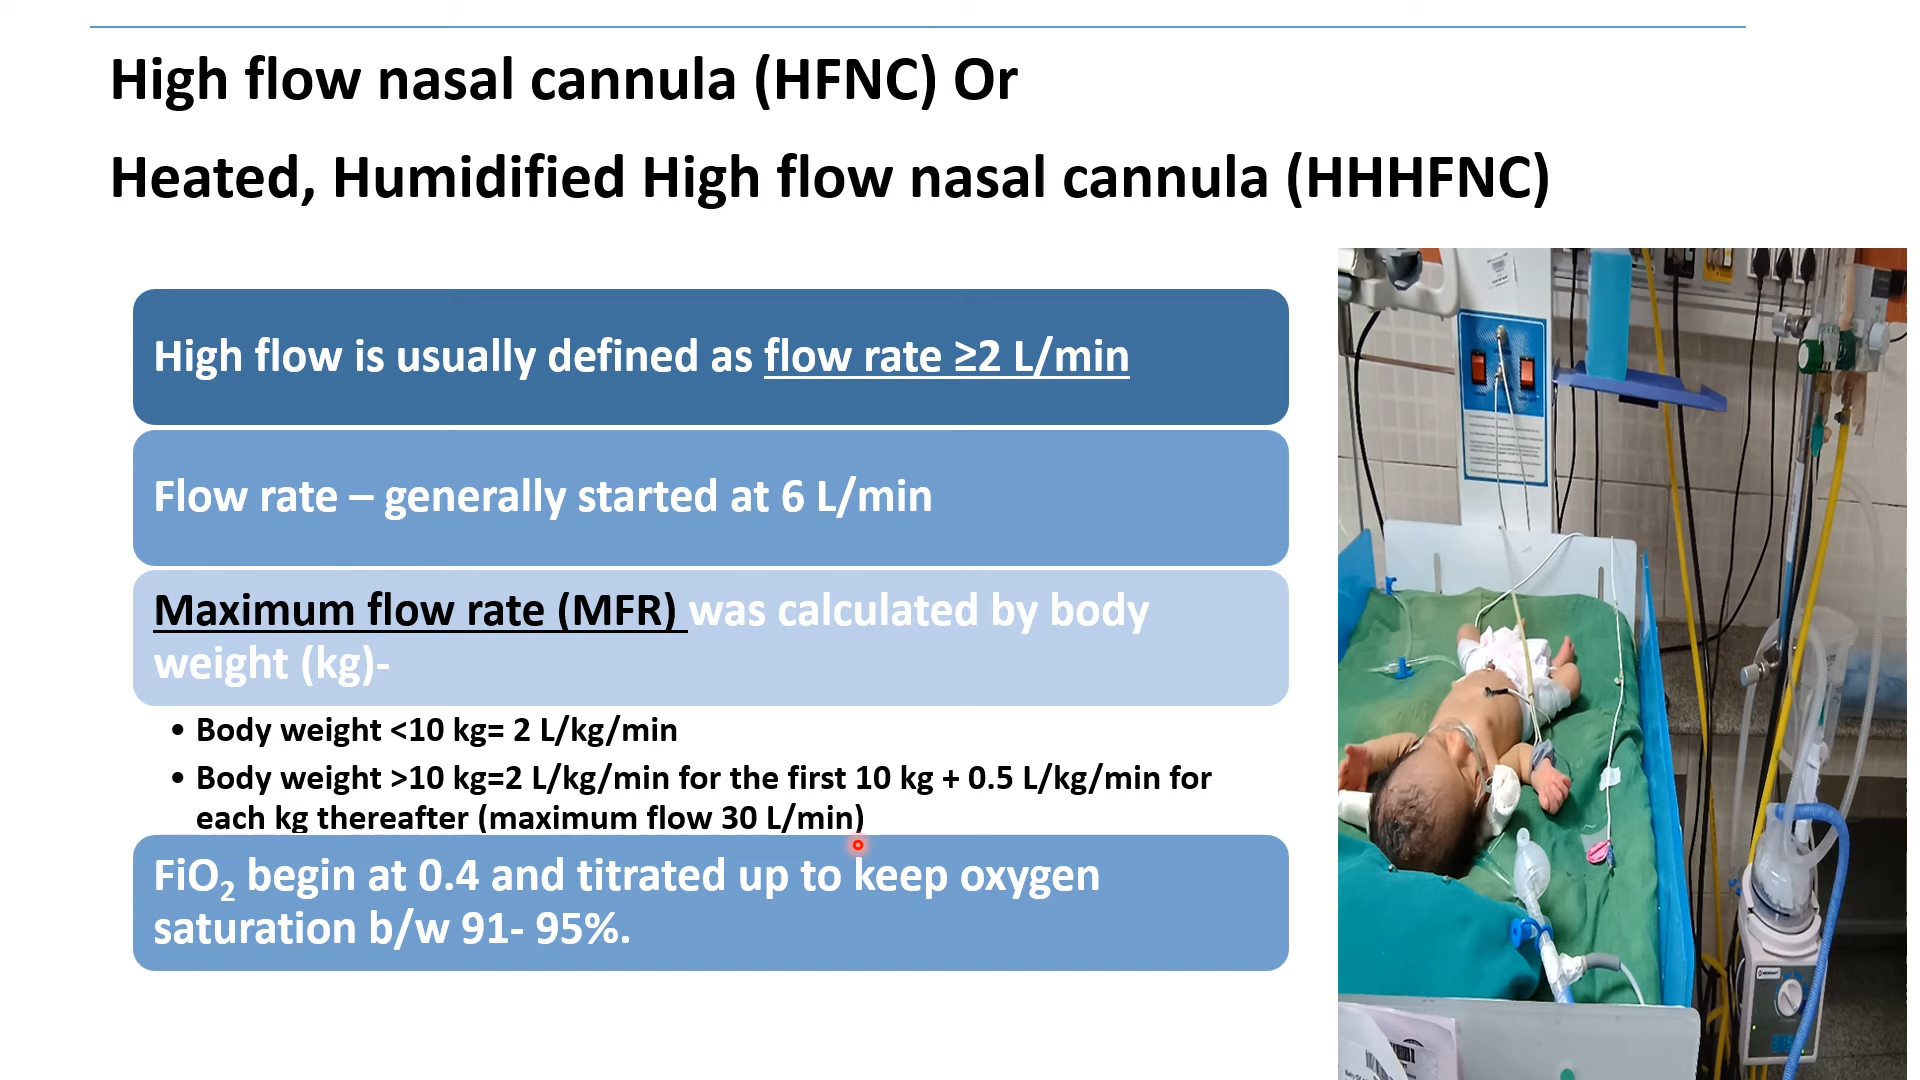 High flow nasal cannula (HFNC) Or
Heated, Humidified High flow nasal cannula (HHHFNC)
High flow is usually defined as flow rate ≥2 L/min
Flow rate – generally started at 6 L/min
Maximum flow rate (MFR) was calculated by body
weight (kg)-
• Body weight <10 kg= 2 L/kg/min
• Body weight >10 kg=2 L/kg/min for the first 10 kg + 0.5 L/kg/min for
each kg thereafter (maximum flow 30 L/min)
FiO₂ begin at 0.4 and titrated up to keep oxygen
saturation b/w 91- 95%.